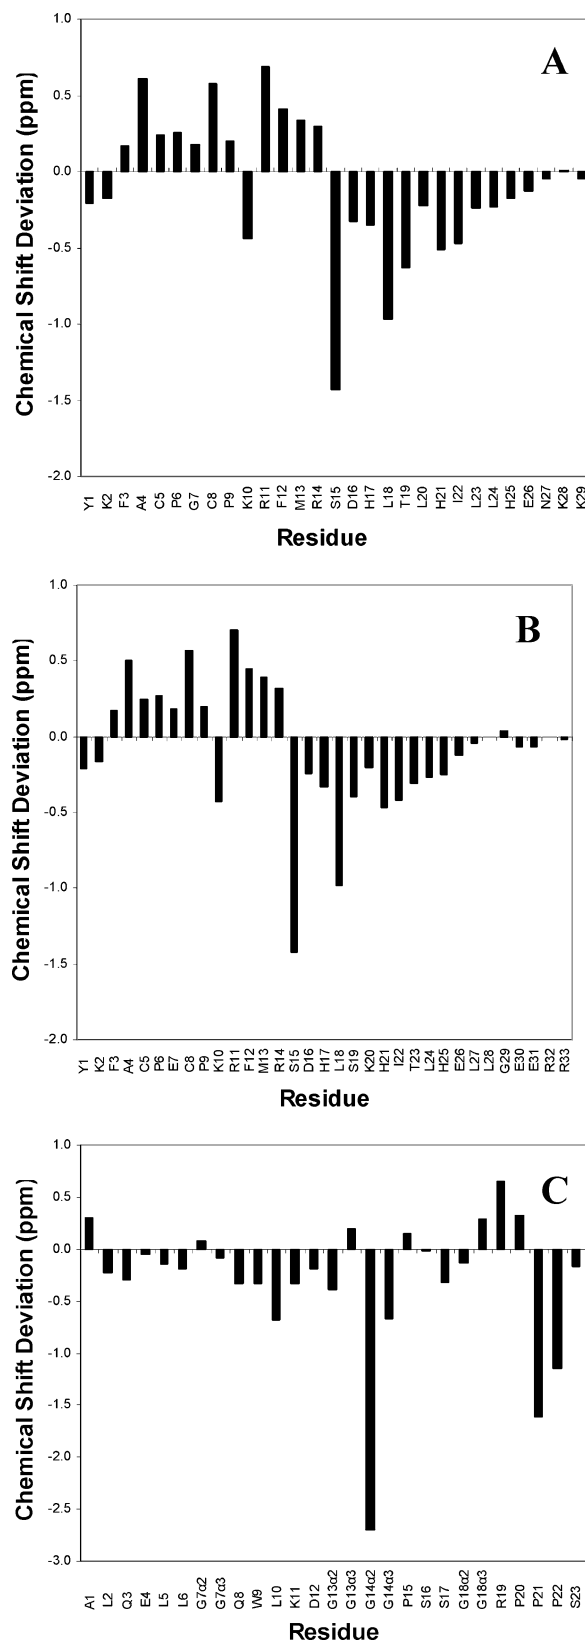 A
1.0
0.5
0.0
-0.5
-1.0
-1.5
-2.0
Chemical Shift Deviation (ppm)
Y1 K2 F3 A4 C5 P6 G7 C8 P9 K10 R11 F12 M13 R14 S15 D16 H17 L18 T19 L20 H21 I22 L23 L24 H25 E26 N27 K28 K29
Residue
B
1.0
0.5
0.0
-0.5
-1.0
-1.5
-2.0
Chemical Shift Deviation (ppm)
Y1 K2 F3 A4 C5 P6 E7 C8 P9 K10 R11 F12 M13 R14 S15 D16 H17 L18 S19 K20 H21 I22 T23 L24 H25 E26 L27 L28 G29 E30 E31 R32 R33
Residue
C
1.0
0.5
0.0
-0.5
-1.0
-1.5
-2.0
-2.5
-3.0
Chemical Shift Deviation (ppm)
A1 L2 Q3 E4 L5 L6 G7α2 G7α3 Q8 W9 L10 K11 D12 G13α2 G13α3 G14α2 G14α3 P15 S16 S17 G18α2 G18α3 R19 P20 P21 P22 S23
Residue